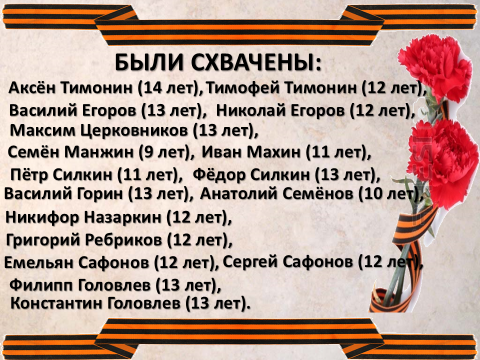 БЫЛИ СХВАЧЕНЫ:
Аксён Тимонин (14 лет), Тимофей Тимонин (12 лет),
Василий Егоров (13 лет), Николай Егоров (12 лет),
Максим Церковников (13 лет),
Семён Манжин (9 лет), Иван Махин (11 лет),
Пётр Силкин (11 лет), Фёдор Силкин (13 лет),
Василий Горин (13 лет), Анатолий Семёнов (10 лет),
Никифор Назаркин (12 лет),
Григорий Ребриков (12 лет),
Емельян Сафонов (12 лет), Сергей Сафонов (12 лет),
Филипп Головлев (13 лет),
Константин Головлев (13 лет).